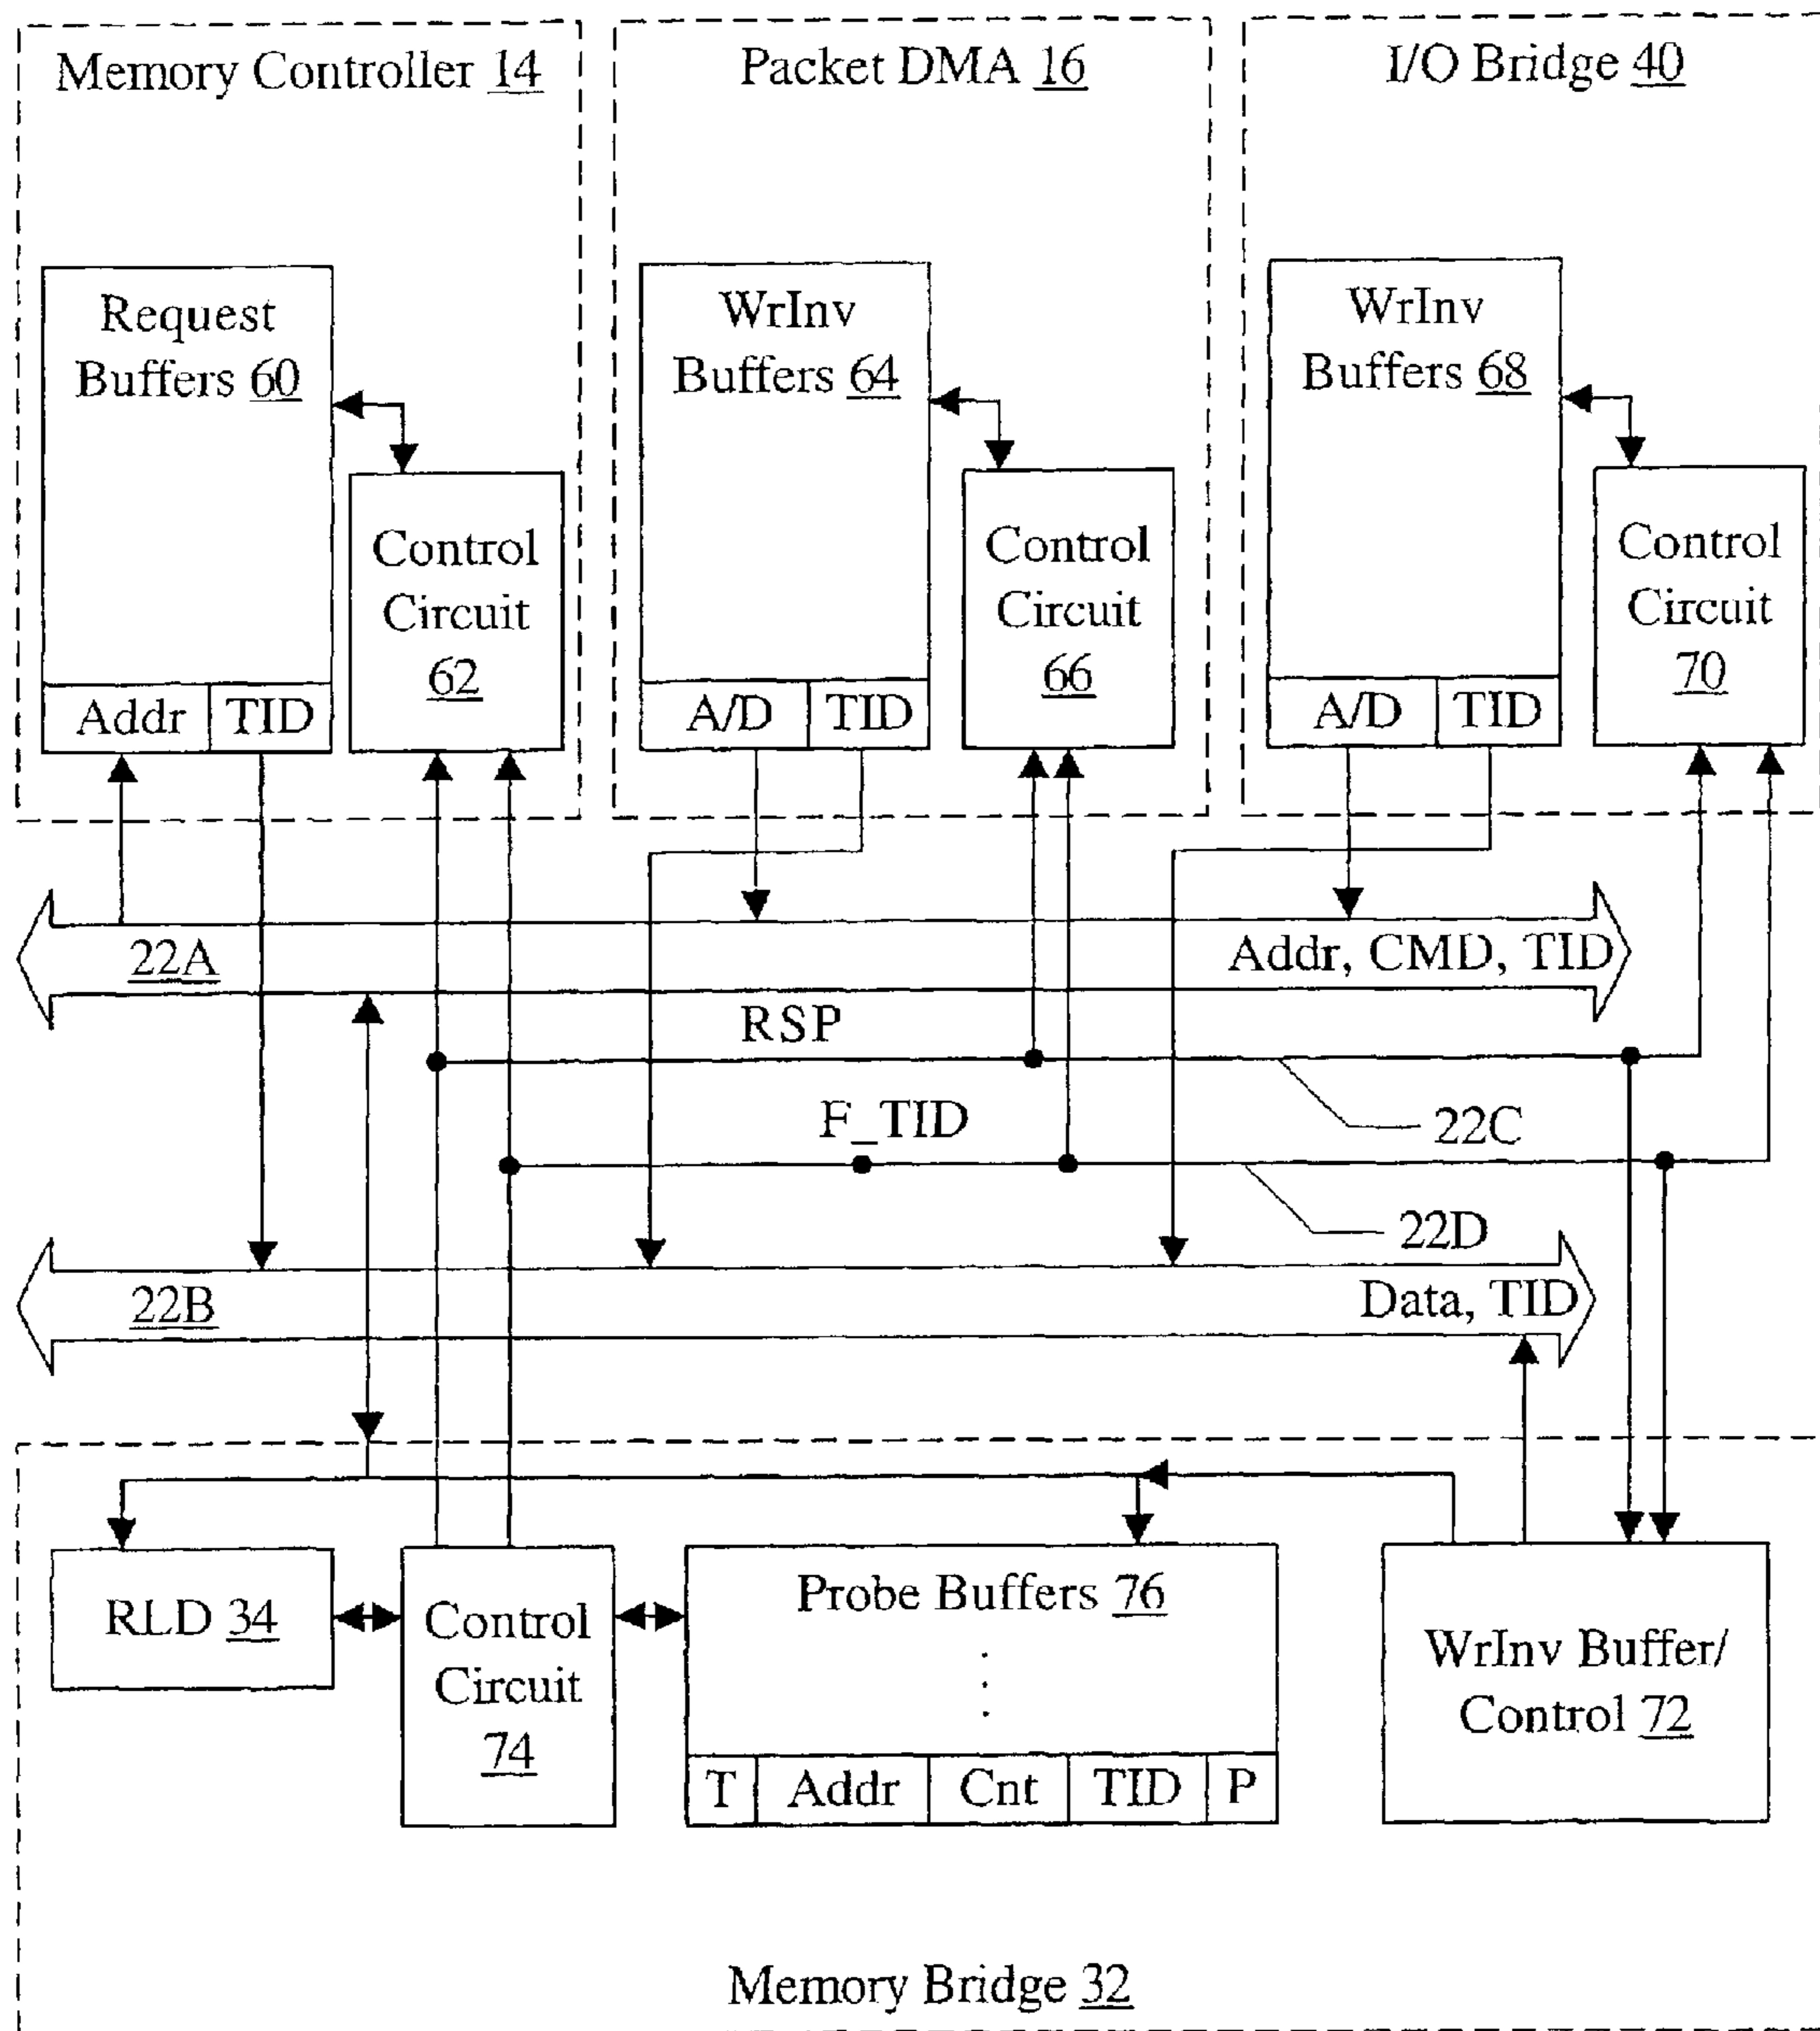 Memory Controller 14
Packet DMA 16
I/O Bridge 40
Request
Buffers 60
WrInv
Buffers 64
WrInv
Buffers 68
Control
Circuit
62
Control
Circuit
66
Control
Circuit
70
Addr
TID
A/D
TID
A/D
TID
22A
Addr, CMD, TID
RSP
22C
F_TID
22D
22B
Data, TID
RLD 34
Control
Circuit
74
Probe Buffers 76
WrInv Buffer/
Control 72
T
Addr
Cnt
TID
P
Memory Bridge 32